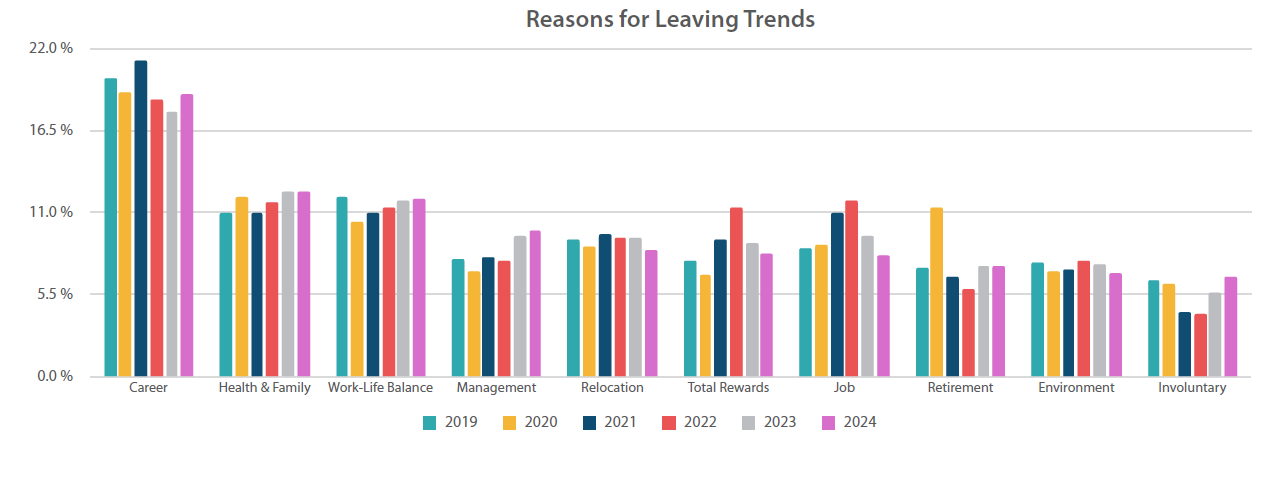 Reasons for Leaving Trends
22.0 %
16.5 %
11.0 %
5.5 %
0.0 %
Career Health & Family Work-Life Balance Management Relocation Total Rewards Job Retirement Environment Involuntary
2019 2020 2021 2022 2023 2024